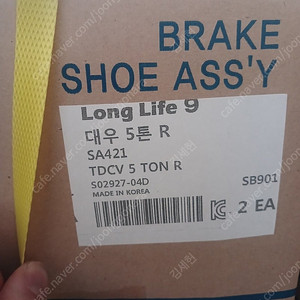 BRAKE
SHOE ASS'Y
Long Life 9
대우 5톤 R
SA421
TDCV 5 TON R
S02927-04D
SB901
MADE IN KOREA
2 EA